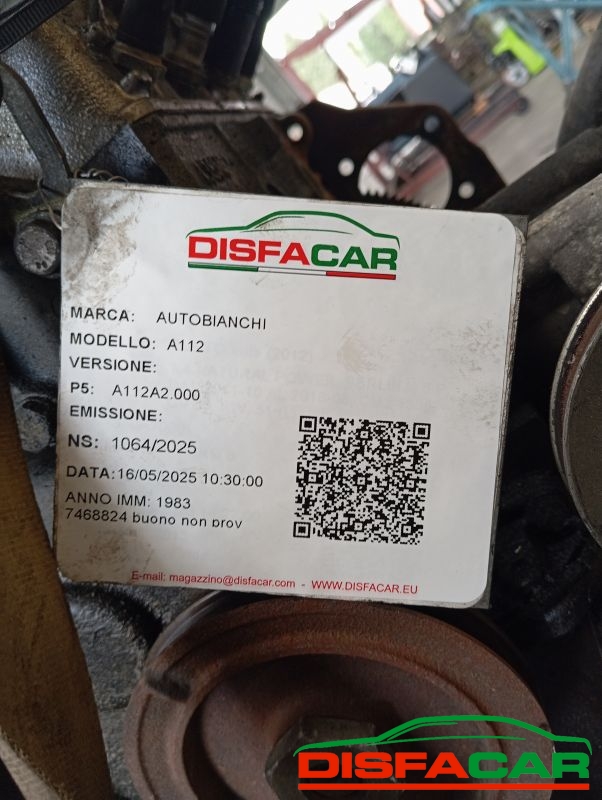 DISFACAR
MARCA: AUTOBIANCHI
MODELLO: A112
VERSIONE:
P5: A112A2.000
EMISSIONE:
NS: 1064/2025
DATA:16/05/2025 10:30:00
ANNO IMM: 1983
7468824 buono non prov
E-mail: magazzino@disfacar.com - WWW.DISFACAR.EU
DISFACAR